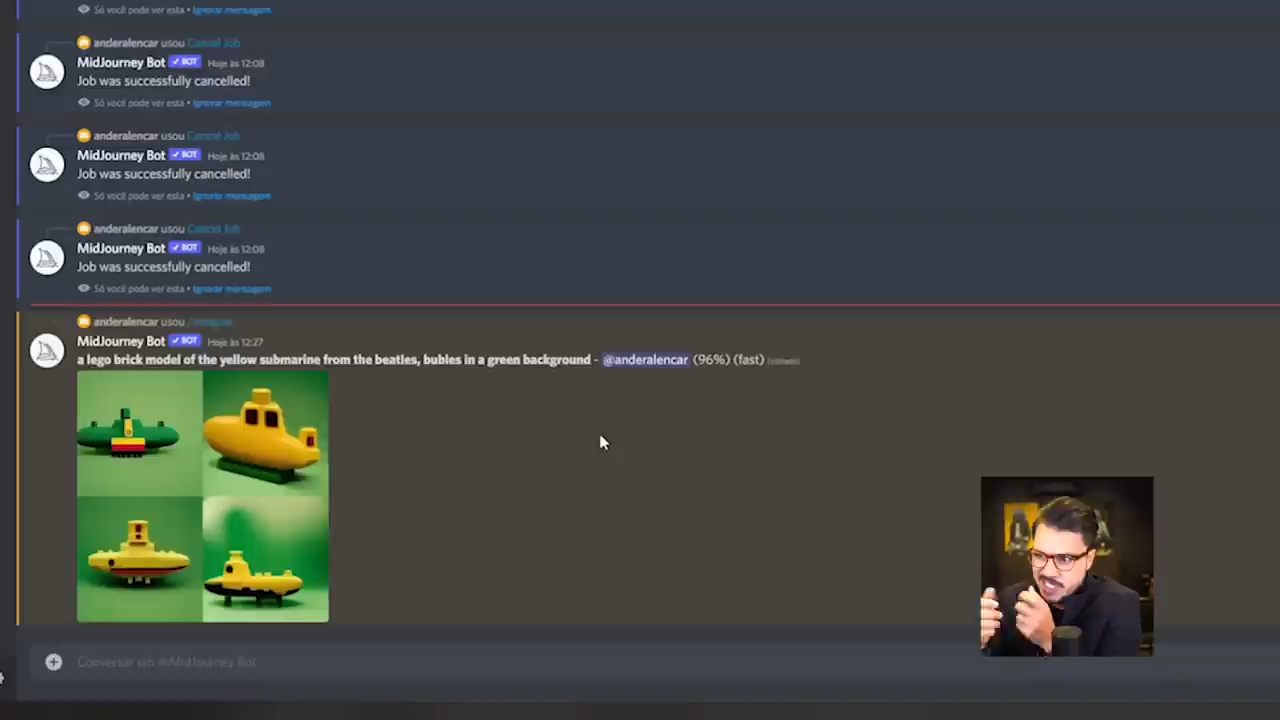 Só você pode ver esta • Ignorar mensagem
anderalencar usou Cancel Job
MidJourney Bot ✓ BOT Hoje às 12:08
Job was successfully cancelled!
Só você pode ver esta • Ignorar mensagem
anderalencar usou Cancel Job
MidJourney Bot ✓ BOT Hoje às 12:08
Job was successfully cancelled!
Só você pode ver esta • Ignorar mensagem
anderalencar usou Cancel Job
MidJourney Bot ✓ BOT Hoje às 12:08
Job was successfully cancelled!
Só você pode ver esta • Ignorar mensagem
anderalencar usou /imagine
MidJourney Bot ✓ BOT Hoje às 12:27
a lego brick model of the yellow submarine from the beatles, bubles in a green background - @anderalencar (96%) (fast) (editado)
Conversar em @MidJourney Bot